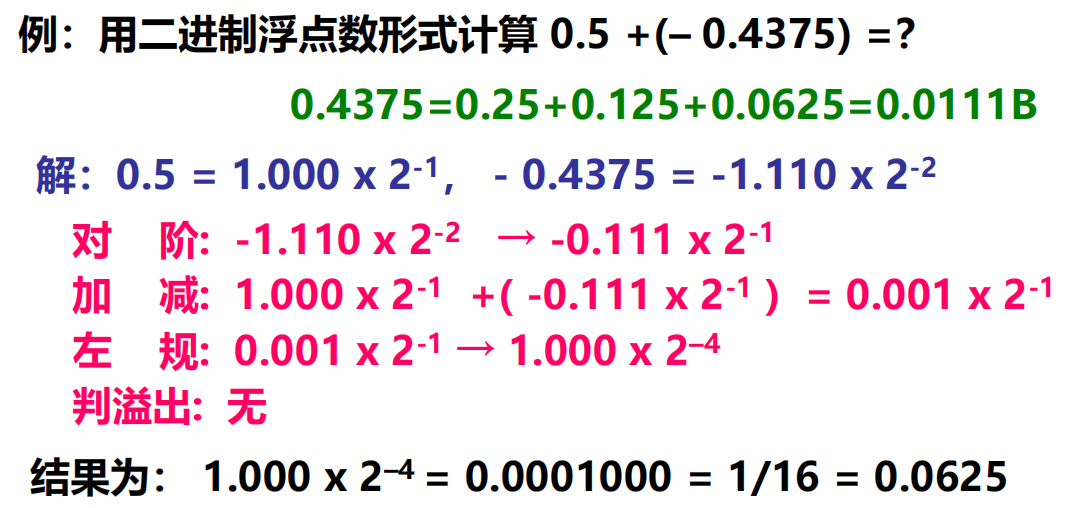 例：用二进制浮点数形式计算 0.5 +(– 0.4375) =？
0.4375=0.25+0.125+0.0625=0.0111B
解：0.5 = 1.000 x 2⁻¹， - 0.4375 = -1.110 x 2⁻²
对 阶: -1.110 x 2⁻² → -0.111 x 2⁻¹
加 减: 1.000 x 2⁻¹ +( -0.111 x 2⁻¹ ) = 0.001 x 2⁻¹
左 规: 0.001 x 2⁻¹ → 1.000 x 2⁻⁴
判溢出: 无
结果为： 1.000 x 2⁻⁴ = 0.0001000 = 1/16 = 0.0625